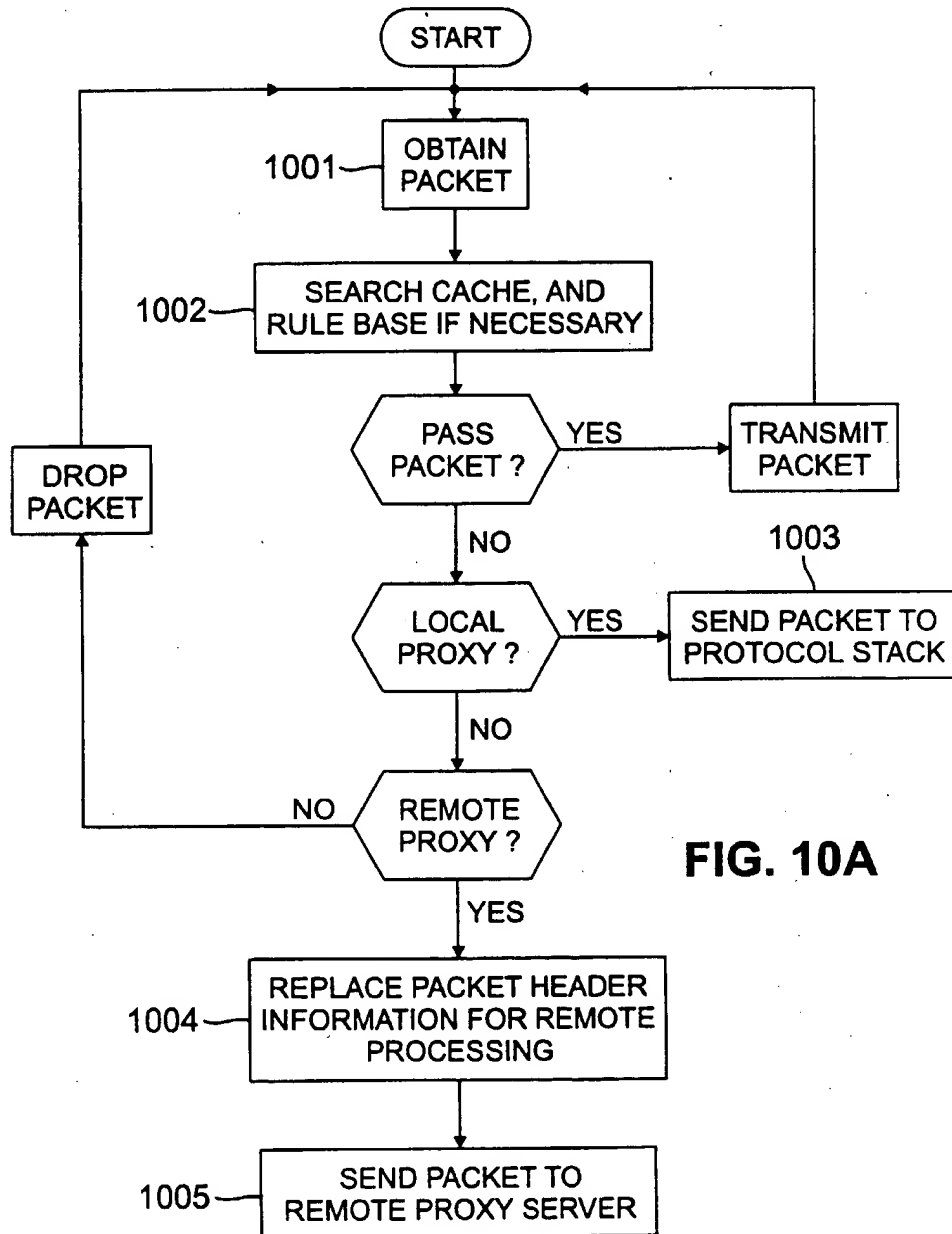 START
1001
OBTAIN
PACKET
1002
SEARCH CACHE, AND
RULE BASE IF NECESSARY
PASS
PACKET ?
YES
TRANSMIT
PACKET
DROP
PACKET
NO
1003
LOCAL
PROXY ?
YES
SEND PACKET TO
PROTOCOL STACK
NO
NO
REMOTE
PROXY ?
FIG. 10A
YES
1004
REPLACE PACKET HEADER
INFORMATION FOR REMOTE
PROCESSING
1005
SEND PACKET TO
REMOTE PROXY SERVER